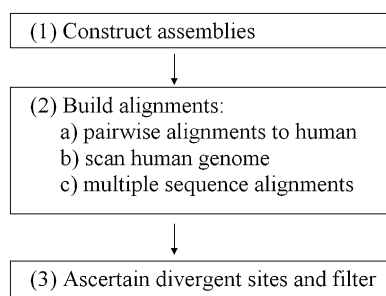 (1) Construct assemblies
(2) Build alignments:
a) pairwise alignments to human
b) scan human genome
c) multiple sequence alignments
(3) Ascertain divergent sites and filter